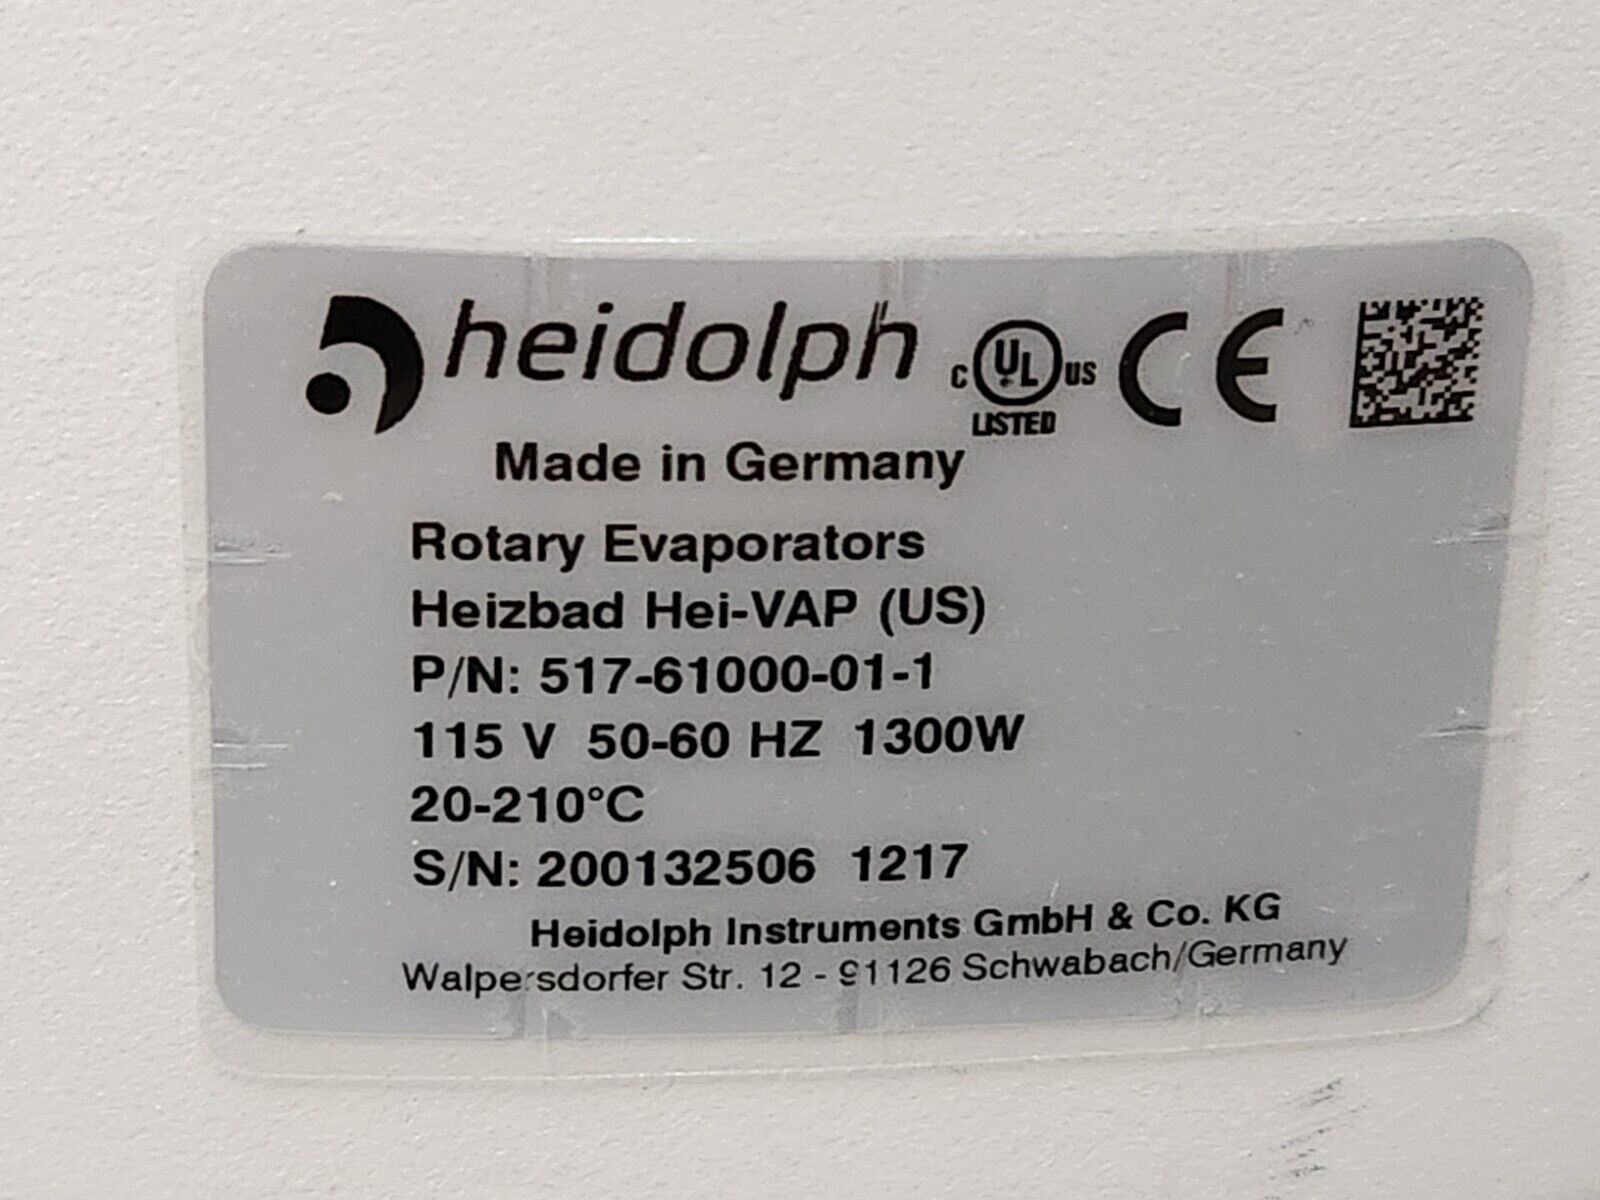 heidolph
C UL US CE
LISTED
Made in Germany
Rotary Evaporators
Heizbad Hei-VAP (US)
P/N: 517-61000-01-1
115 V 50-60 HZ 1300W
20-210°C
S/N: 200132506 1217
Heidolph Instruments GmbH & Co. KG
Walpersdorfer Str. 12 - 91126 Schwabach/Germany